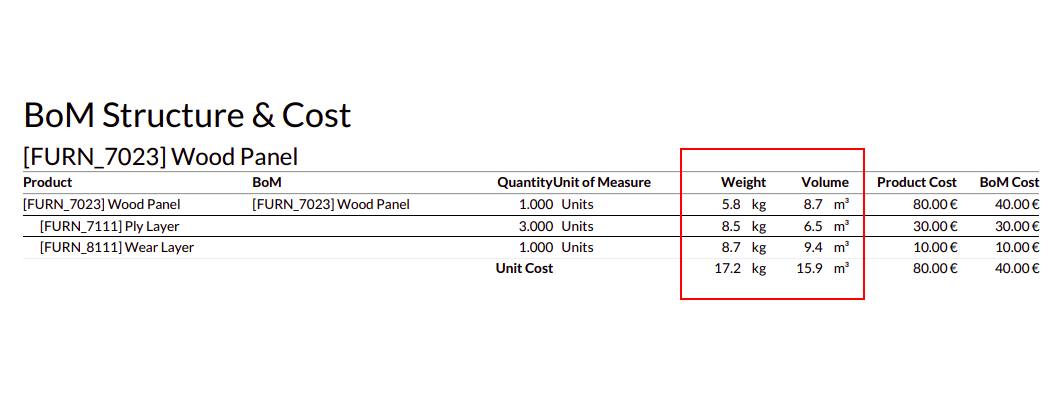 BoM Structure & Cost
[FURN_7023] Wood Panel
Product BoM Quantity Unit of Measure Weight Volume Product Cost BoM Cost
[FURN_7023] Wood Panel [FURN_7023] Wood Panel 1.000 Units 5.8 kg 8.7 m³ 80.00 € 40.00 €
[FURN_7111] Ply Layer 3.000 Units 8.5 kg 6.5 m³ 30.00 € 30.00 €
[FURN_8111] Wear Layer 1.000 Units 8.7 kg 9.4 m³ 10.00 € 10.00 €
Unit Cost 17.2 kg 15.9 m³ 80.00 € 40.00 €